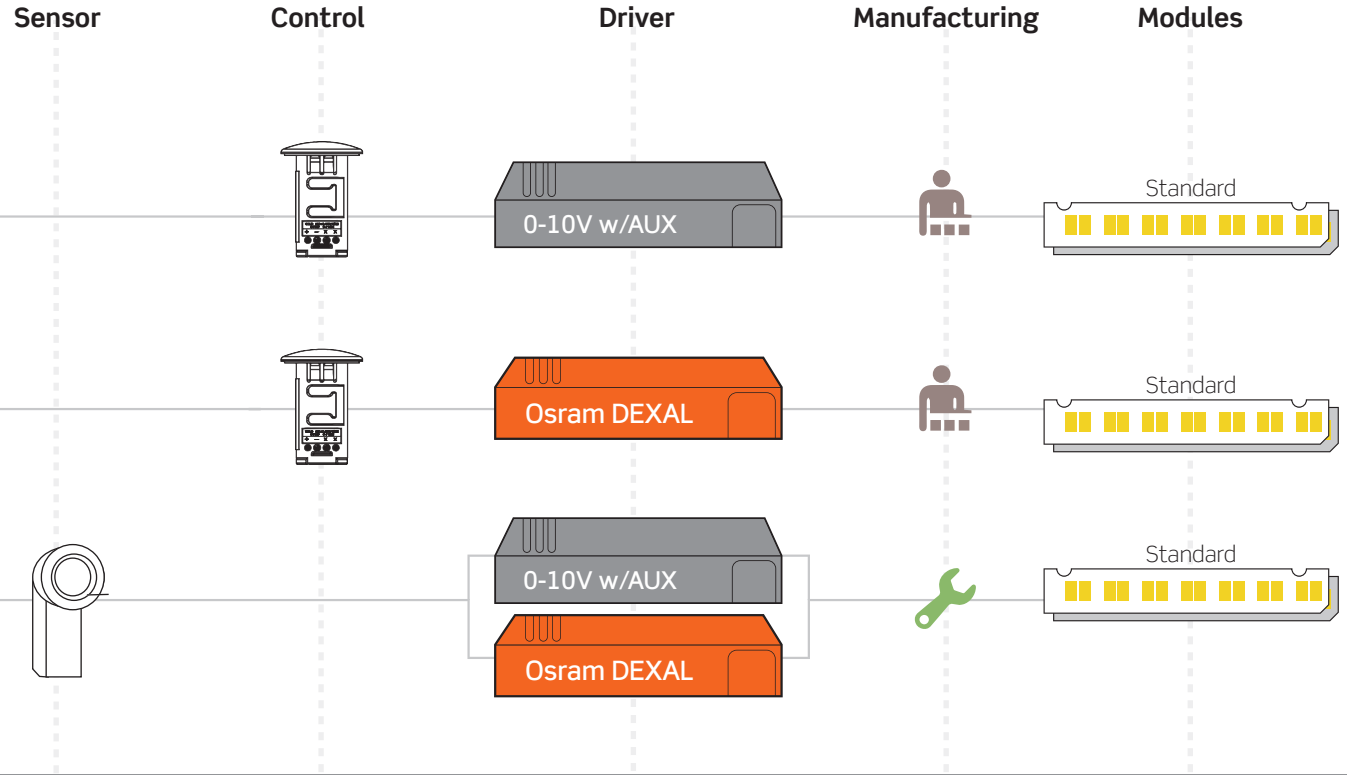 Sensor Control Driver Manufacturing Modules
0-10V w/AUX
Standard
Osram DEXAL
Standard
0-10V w/AUX
Standard
Osram DEXAL